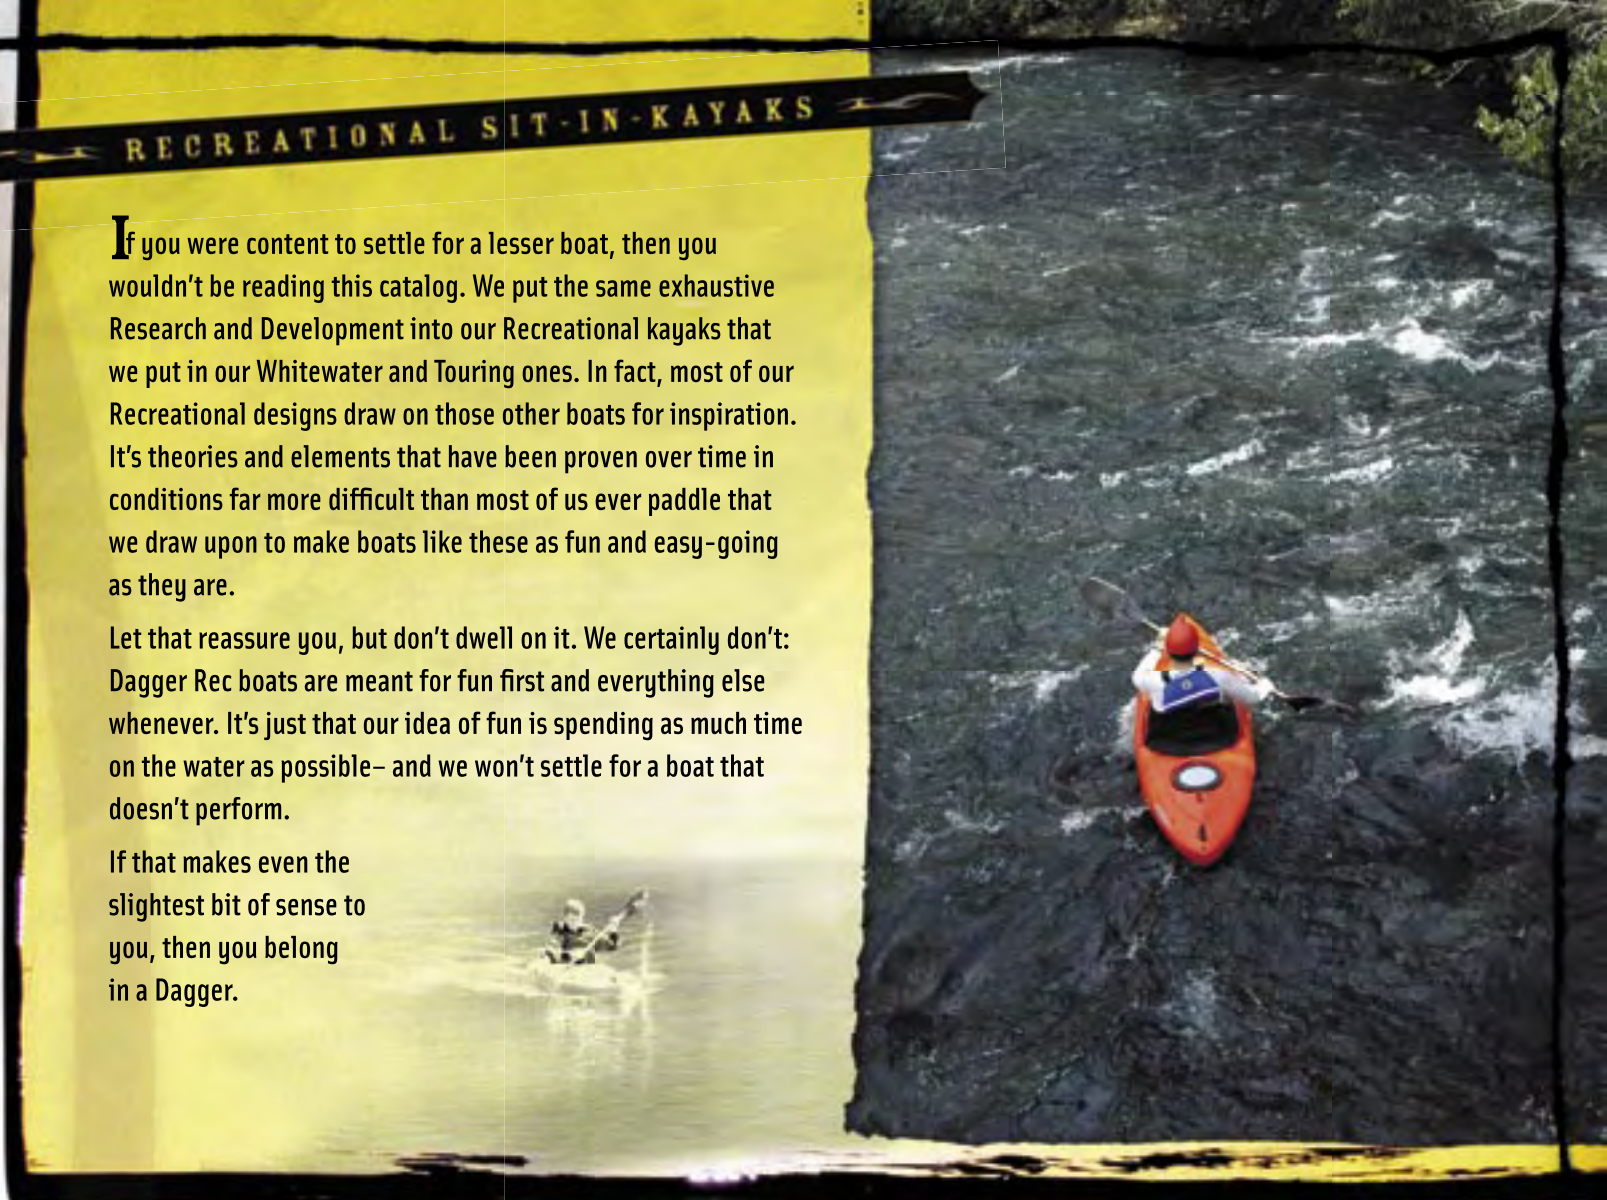 RECREATIONAL SIT-IN-KAYAKS
If you were content to settle for a lesser boat, then you
wouldn't be reading this catalog. We put the same exhaustive
Research and Development into our Recreational kayaks that
we put in our Whitewater and Touring ones. In fact, most of our
Recreational designs draw on those other boats for inspiration.
It's theories and elements that have been proven over time in
conditions far more difficult than most of us ever paddle that
we draw upon to make boats like these as fun and easy-going
as they are.
Let that reassure you, but don't dwell on it. We certainly don't:
Dagger Rec boats are meant for fun first and everything else
whenever. It's just that our idea of fun is spending as much time
on the water as possible– and we won't settle for a boat that
doesn't perform.
If that makes even the
slightest bit of sense to
you, then you belong
in a Dagger.